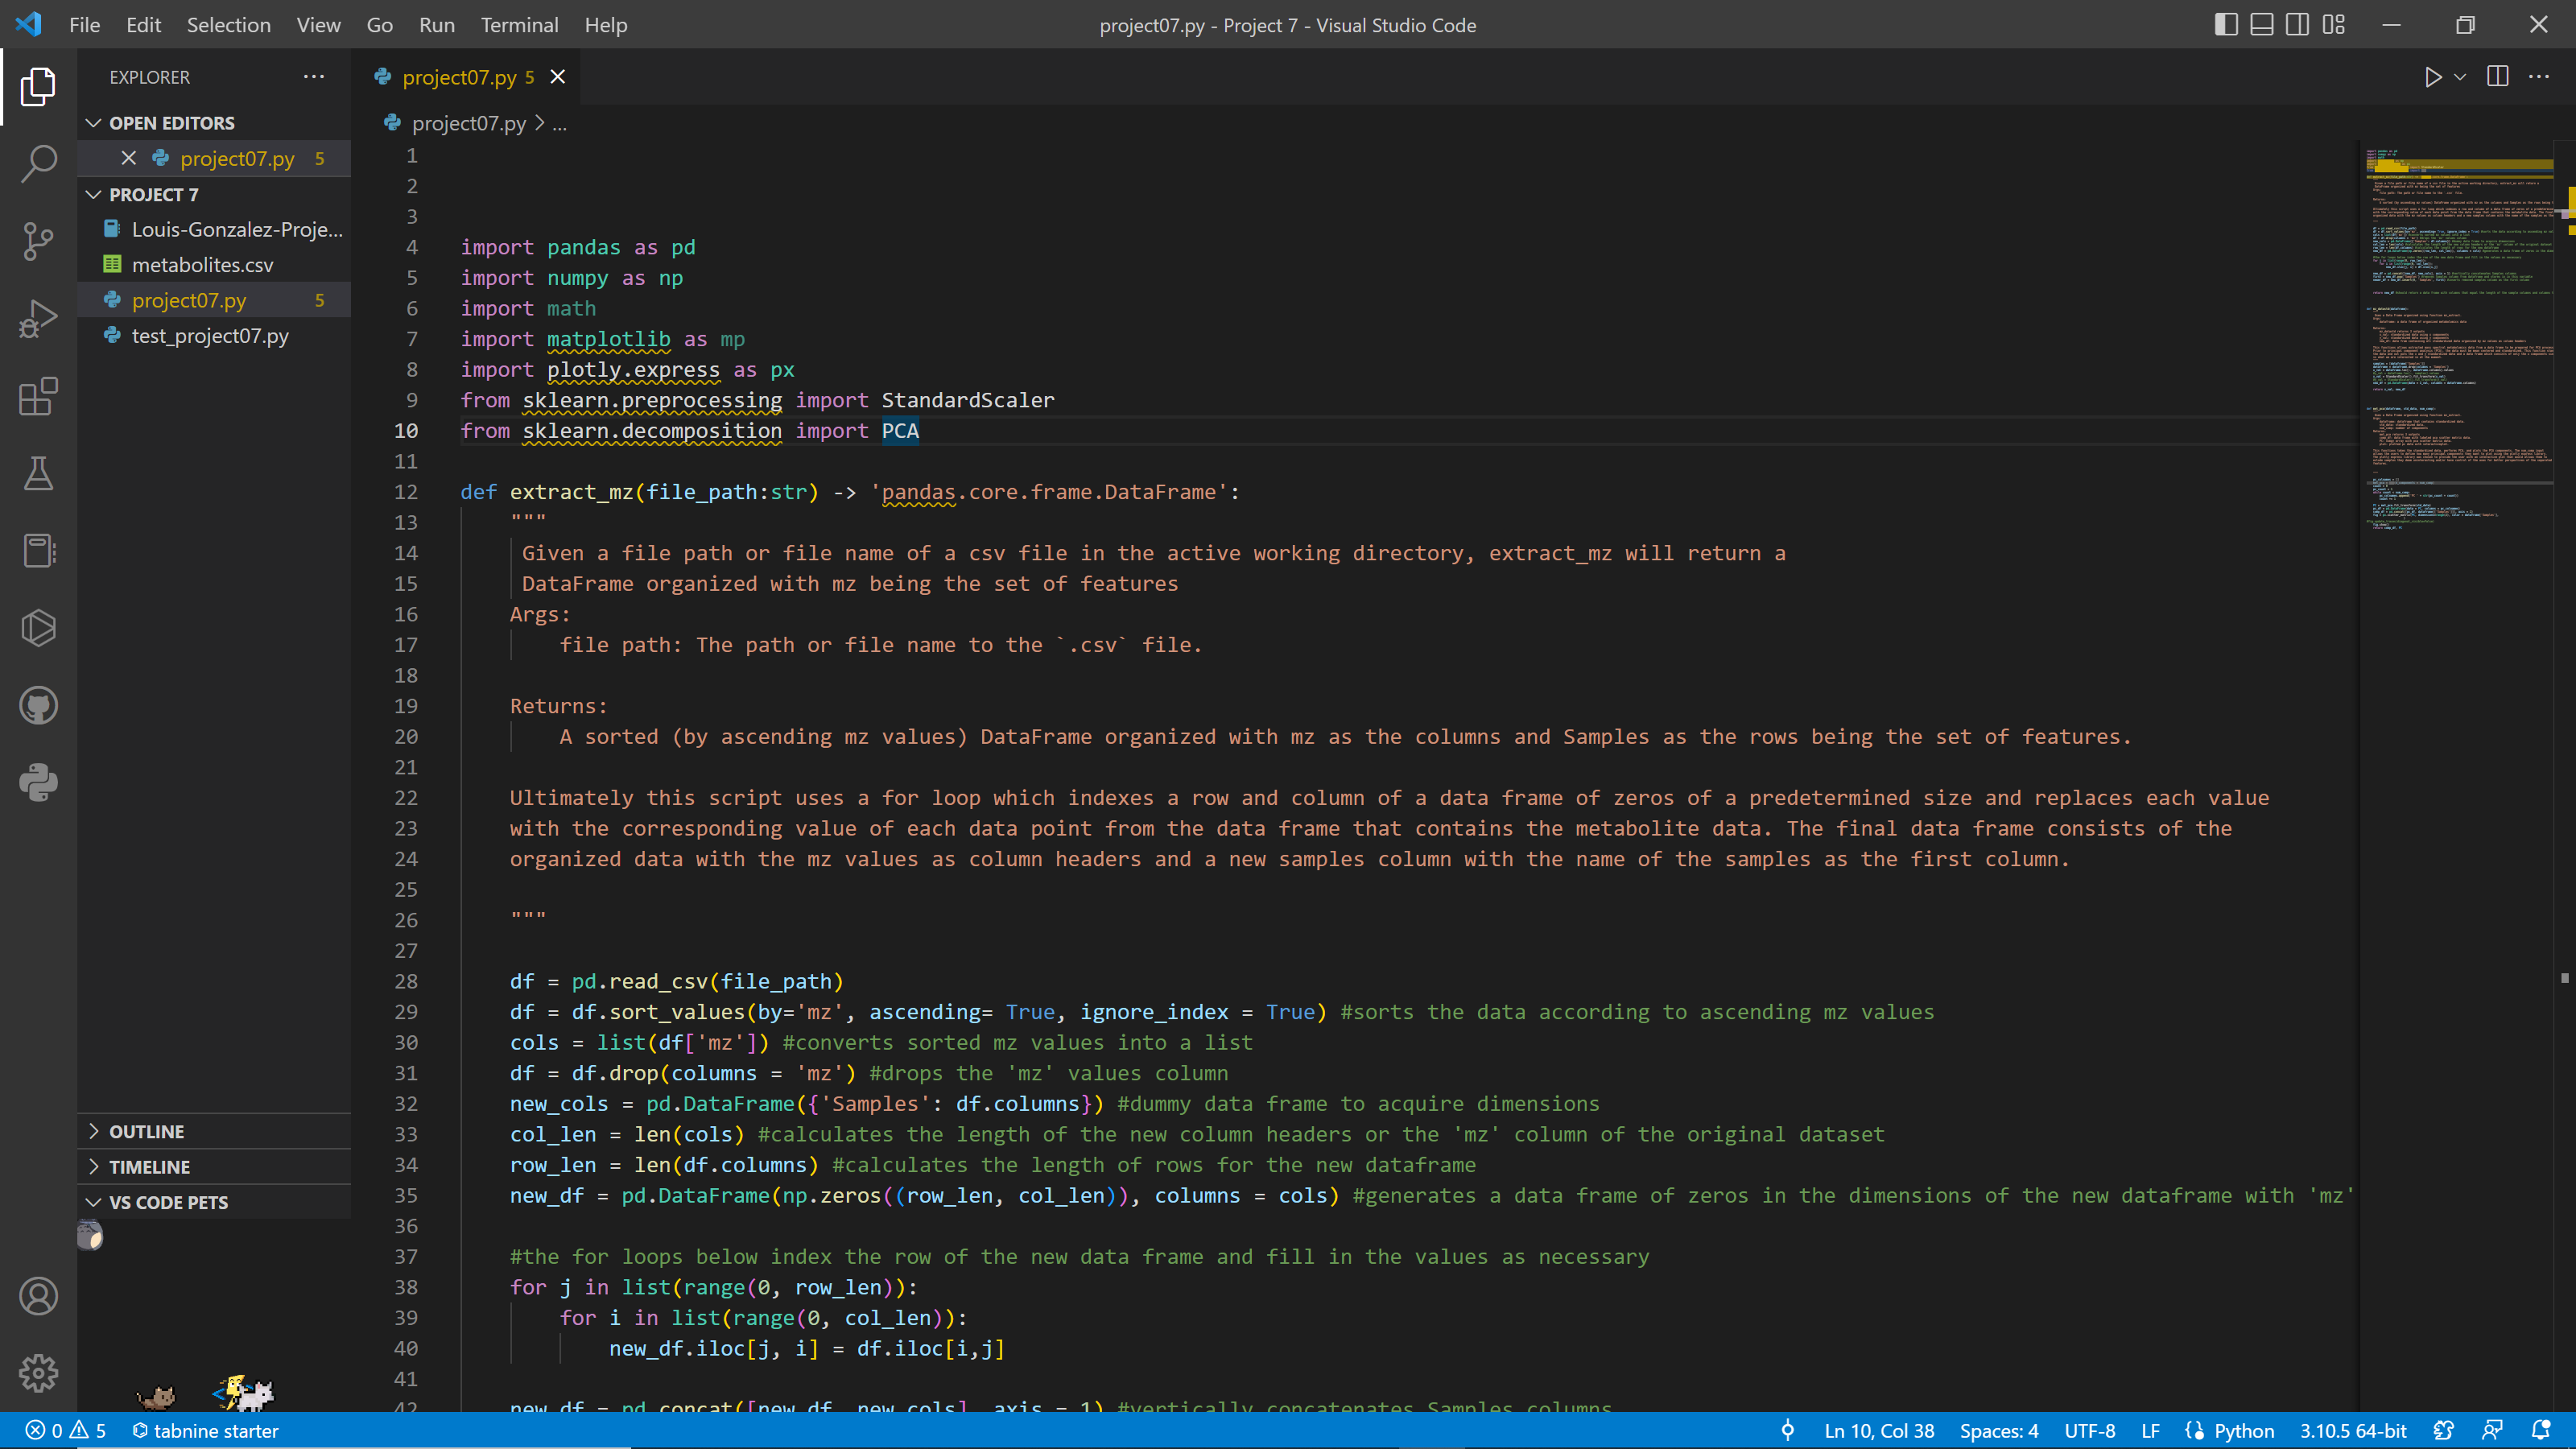 File Edit Selection View Go Run Terminal Help
project07.py - Project 7 - Visual Studio Code
EXPLORER
OPEN EDITORS
project07.py 5
PROJECT 7
Louis-Gonzalez-Proje...
metabolites.csv
project07.py 5
test_project07.py
OUTLINE
TIMELINE
VS CODE PETS
project07.py 5
project07.py > ...
1
2
3
4 import pandas as pd
5 import numpy as np
6 import math
7 import matplotlib as mp
8 import plotly.express as px
9 from sklearn.preprocessing import StandardScaler
10 from sklearn.decomposition import PCA
11
12 def extract_mz(file_path:str) -> 'pandas.core.frame.DataFrame':
13 """
14 Given a file path or file name of a csv file in the active working directory, extract_mz will return a
15 DataFrame organized with mz being the set of features
16 Args:
17 file path: The path or file name to the `.csv` file.
18
19 Returns:
20 A sorted (by ascending mz values) DataFrame organized with mz as the columns and Samples as the rows being the set of features.
21
22 Ultimately this script uses a for loop which indexes a row and column of a data frame of zeros of a predetermined size and replaces each value
23 with the corresponding value of each data point from the data frame that contains the metabolite data. The final data frame consists of the
24 organized data with the mz values as column headers and a new samples column with the name of the samples as the first column.
25
26 """
27
28 df = pd.read_csv(file_path)
29 df = df.sort_values(by='mz', ascending= True, ignore_index = True) #sorts the data according to ascending mz values
30 cols = list(df['mz']) #converts sorted mz values into a list
31 df = df.drop(columns = 'mz') #drops the 'mz' values column
32 new_cols = pd.DataFrame({'Samples': df.columns}) #dummy data frame to acquire dimensions
33 col_len = len(cols) #calculates the length of the new column headers or the 'mz' column of the original dataset
34 row_len = len(df.columns) #calculates the length of rows for the new dataframe
35 new_df = pd.DataFrame(np.zeros((row_len, col_len)), columns = cols) #generates a data frame of zeros in the dimensions of the new dataframe with 'mz'
36
37 #the for loops below index the row of the new data frame and fill in the values as necessary
38 for j in list(range(0, row_len)):
39 for i in list(range(0, col_len)):
40 new_df.iloc[j, i] = df.iloc[i,j]
41
42 new_df = pd.concat([new_df, new_cols], axis = 1) #vertically concatenates Samples columns
0 5 tabnine starter
Ln 10, Col 38 Spaces: 4 UTF-8 LF Python 3.10.5 64-bit